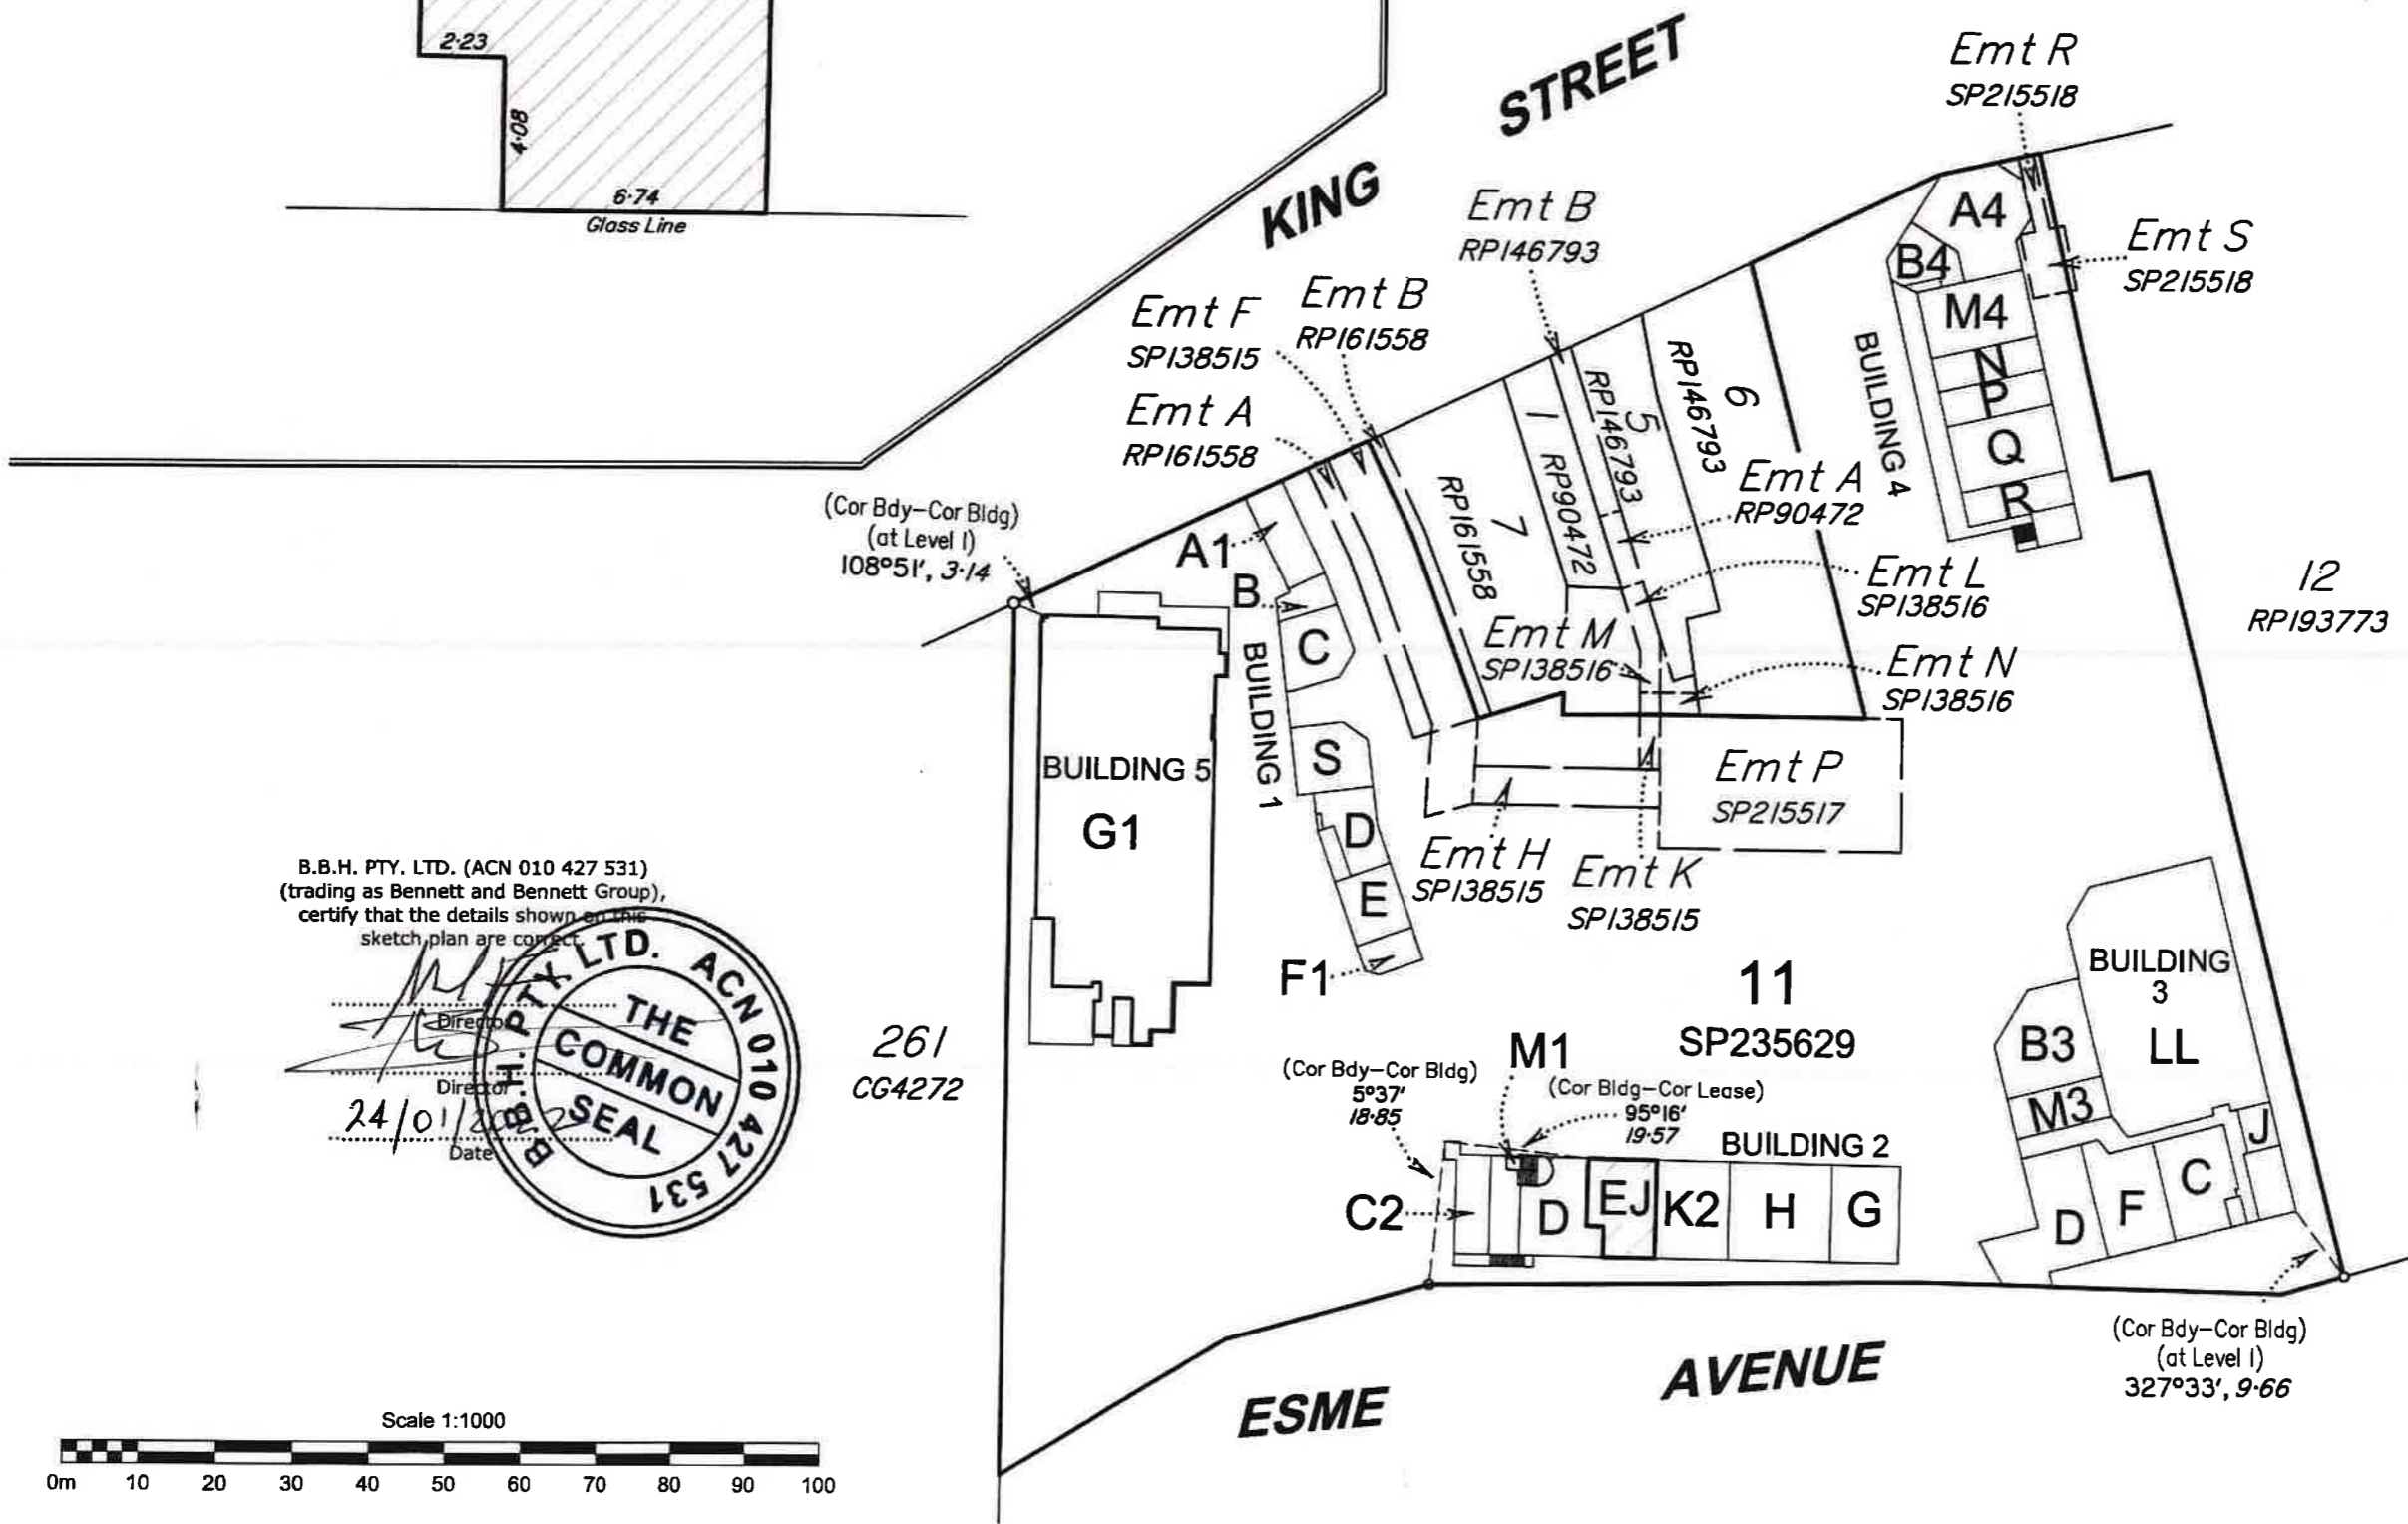 2·23
4·08
6·74
Glass Line
KING STREET
Emt R
SP215518
A4
B4
Emt S
SP215518
M4
N
P
Q
R
BUILDING 4
Emt B
RP146793
Emt F
SP138515
Emt B
RP161558
Emt A
RP161558
6
RP146793
5
RP146793
1
RP90472
7
RP161558
Emt A
RP90472
Emt L
SP138516
Emt M
SP138516
Emt N
SP138516
12
RP193773
(Cor Bdy–Cor Bldg)
(at Level 1)
108°51′, 3·14
A1
B
C
BUILDING 1
S
D
E
F1
BUILDING 5
G1
Emt P
SP215517
Emt H
SP138515
Emt K
SP138515
B.B.H. PTY. LTD. (ACN 010 427 531)
(trading as Bennett and Bennett Group),
certify that the details shown on this
sketch plan are correct.
Director
Director
24/01/
Date
B.B.H. PTY. LTD. ACN 010 427 531
THE
COMMON
SEAL
261
CG4272
11
SP235629
BUILDING
3
LL
B3
M3
J
C
F
D
M1
(Cor Bdy–Cor Bldg)
5°37′
18·85
(Cor Bldg–Cor Lease)
95°16′
19·57
BUILDING 2
C2
D
EJ
K2
H
G
(Cor Bdy–Cor Bldg)
(at Level 1)
327°33′, 9·66
ESME AVENUE
Scale 1:1000
0m 10 20 30 40 50 60 70 80 90 100